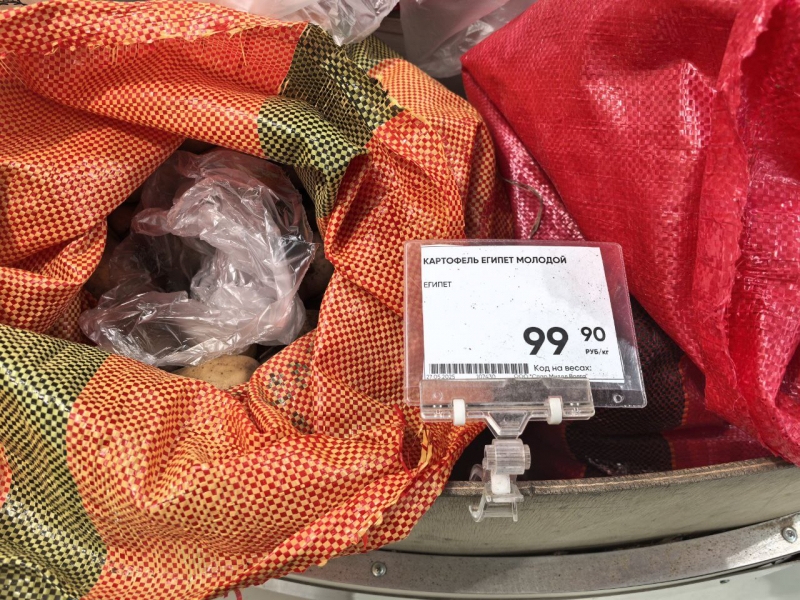 КАРТОФЕЛЬ ЕГИПЕТ МОЛОДОЙ
ЕГИПЕТ
99 90
РУБ/кг
Код на весах: